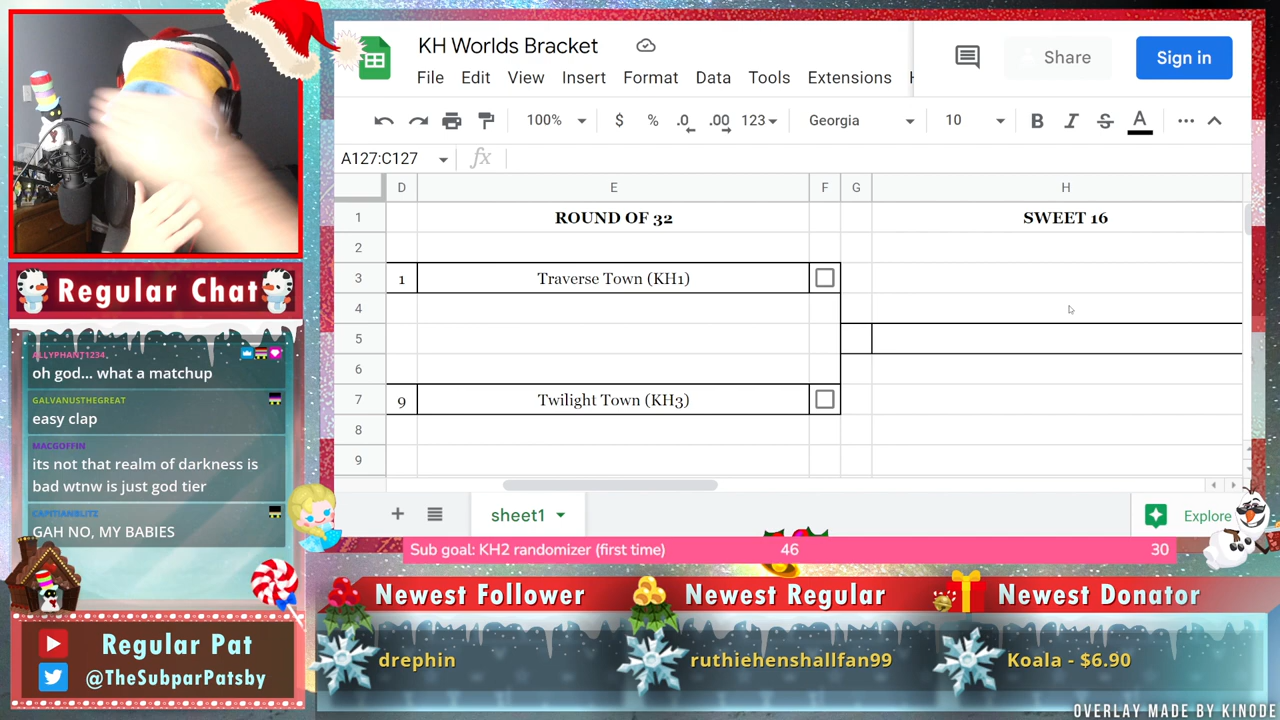 KH Worlds Bracket
File Edit View Insert Format Data Tools Extensions
Share
Sign in
100% $ % .0 .00 123 Georgia 10 B I S A
A127:C127 fx
D E F G H
1 ROUND OF 32 SWEET 16
2
3 1 Traverse Town (KH1)
4
5
6
7 9 Twilight Town (KH3)
8
9
sheet1 Explore
Sub goal: KH2 randomizer (first time) 46 30
Regular Chat
ALLYPHANT1234
oh god... what a matchup
GALVANUSTHEGREAT
easy clap
MACGOFFIN
its not that realm of darkness is
bad wtnw is just god tier
CAPITIANBLITZ
GAH NO, MY BABIES
Regular Pat
@TheSubparPatsby
Newest Follower Newest Regular Newest Donator
drephin ruthiehenshallfan99 Koala - $6.90
OVERLAY MADE BY KINODE